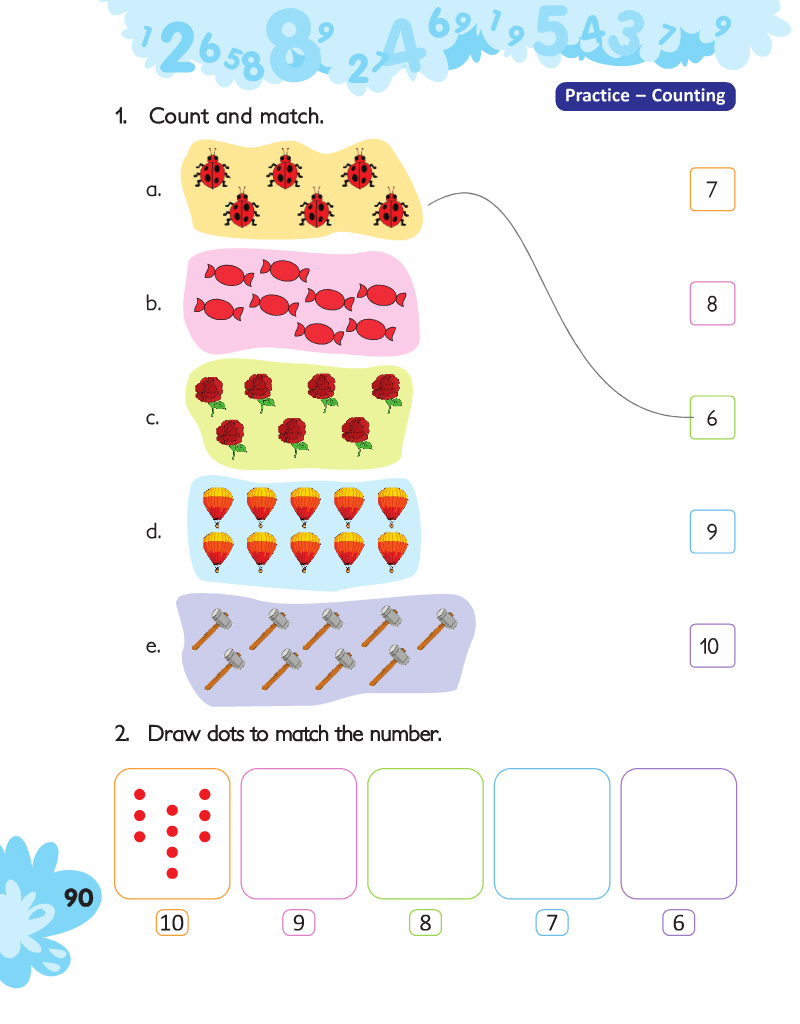 1 2 6 5 8 8 9 2 7 4 6 9 1 9 5 4 3 7 9
Practice – Counting
1. Count and match.
a.
7
b.
8
c.
6
d.
9
e.
10
2. Draw dots to match the number.
90
10 9 8 7 6